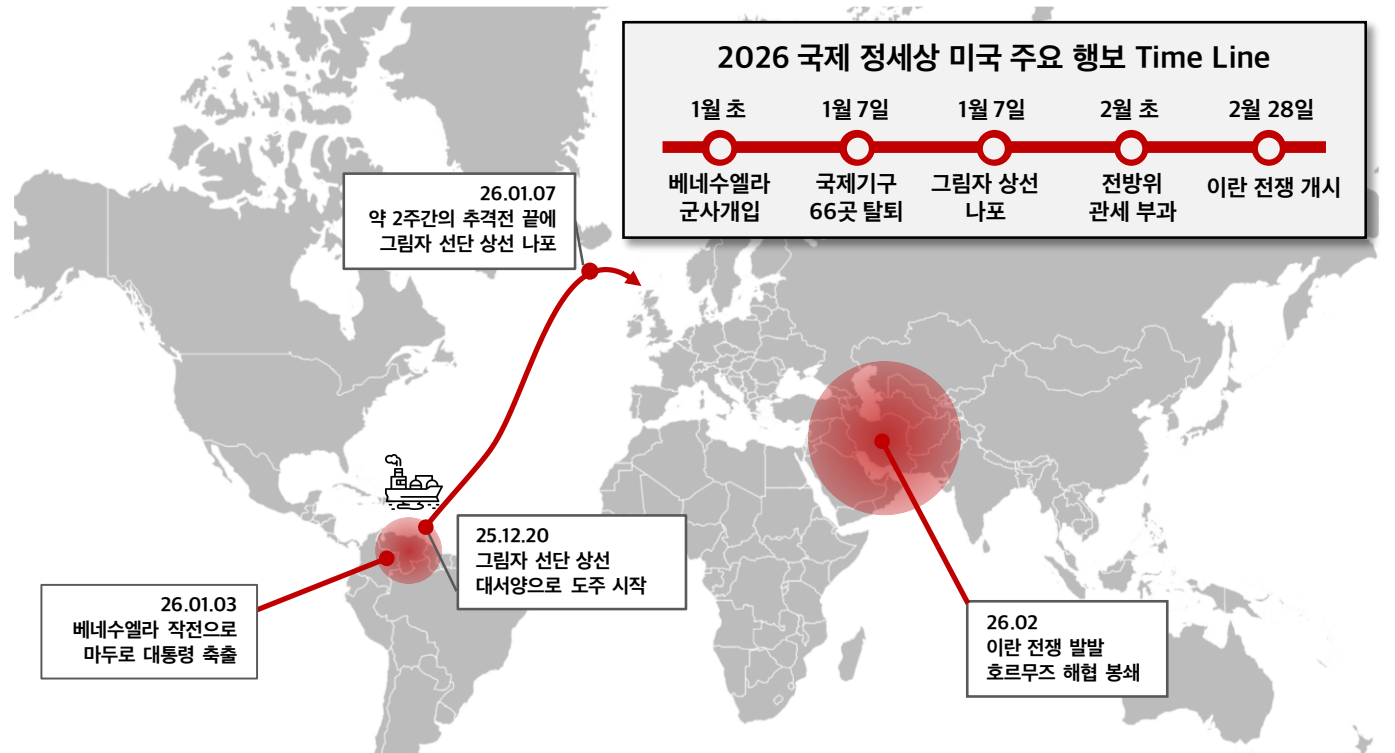 2026 국제 정세상 미국 주요 행보 Time Line
1월 초
1월 7일
1월 7일
2월 초
2월 28일
베네수엘라
군사개입
국제기구
66곳 탈퇴
그림자 상선
나포
전방위
관세 부과
이란 전쟁 개시
26.01.07
약 2주간의 추격전 끝에
그림자 선단 상선 나포
25.12.20
그림자 선단 상선
대서양으로 도주 시작
26.01.03
베네수엘라 작전으로
마두로 대통령 축출
26.02
이란 전쟁 발발
호르무즈 해협 봉쇄